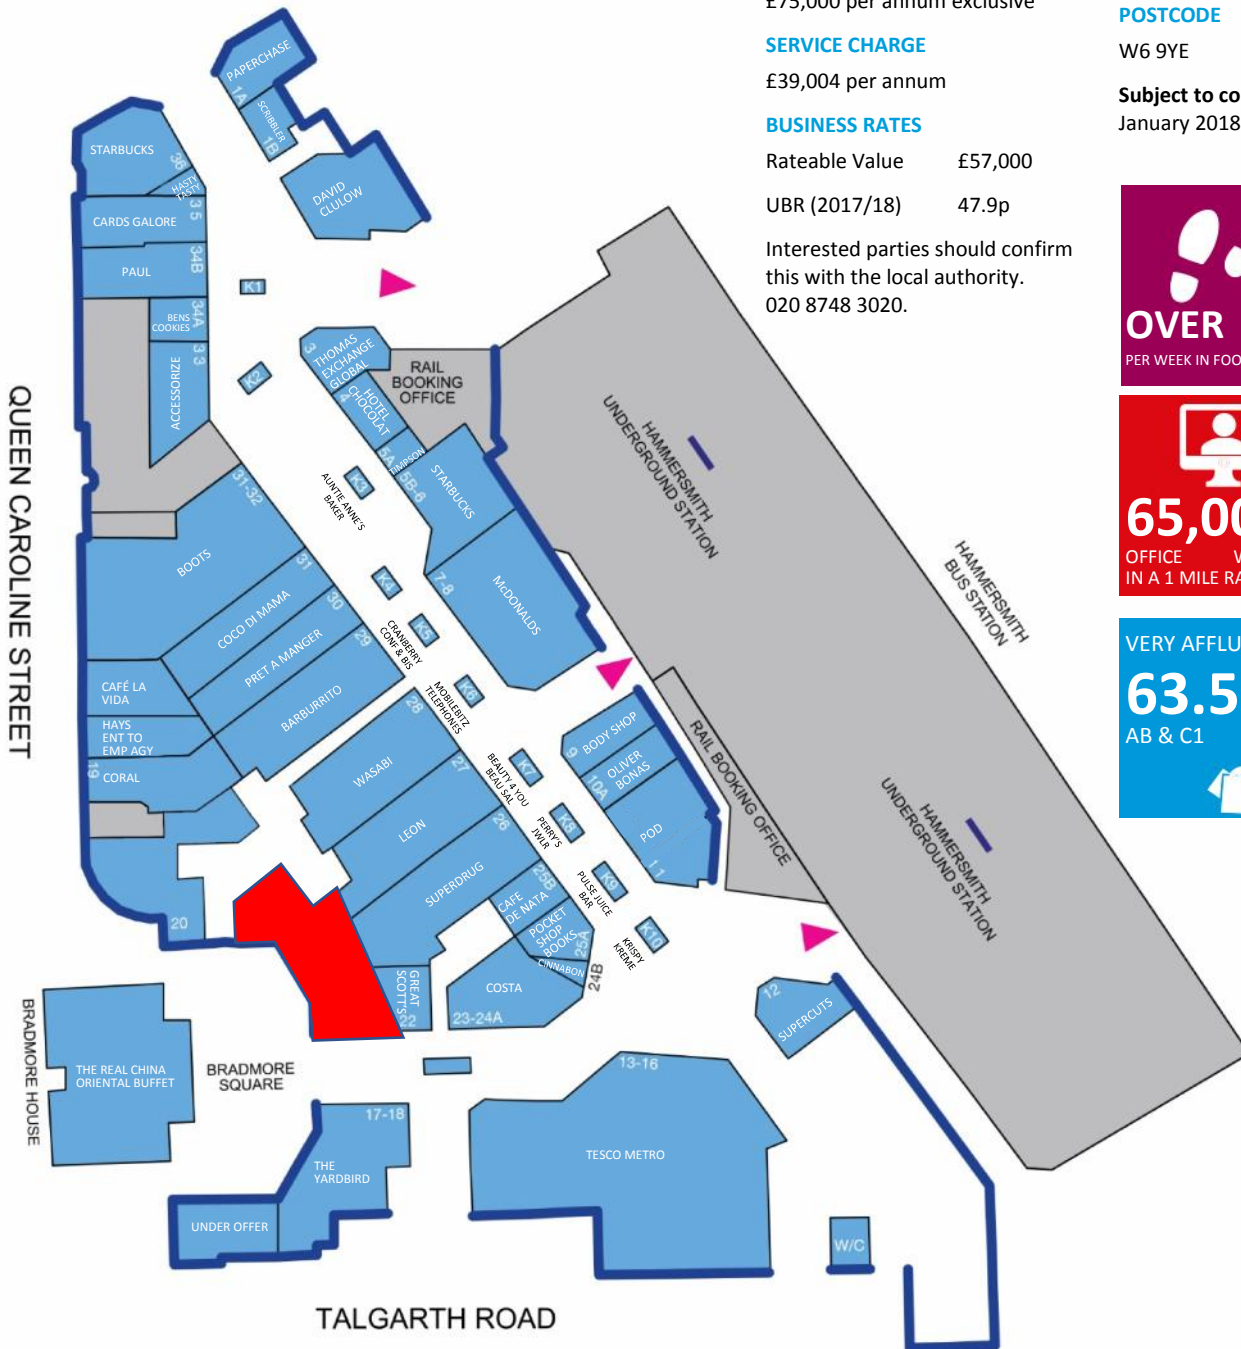 £75,000 per annum exclusive
SERVICE CHARGE
£39,004 per annum
BUSINESS RATES
Rateable Value £57,000
UBR (2017/18) 47.9p
Interested parties should confirm
this with the local authority.
020 8748 3020.
POSTCODE
W6 9YE
Subject to co
January 2018
OVER
PER WEEK IN FOO
65,00
OFFICE W
IN A 1 MILE RA
VERY AFFLU
63.5
AB & C1
PAPERCHASE
1A
SCRIBBLER
1B
DAVID
CLULOW
STARBUCKS
36
HASTY
TASTY
35
CARDS GALORE
34B
PAUL
34A
BENS
COOKIES
33
ACCESSORIZE
K1
K2
3
THOMAS
EXCHANGE
GLOBAL
RAIL
BOOKING
OFFICE
HOTEL
CHOCOLAT
4
5A
TIMPSON
5B-6
STARBUCKS
K3
AUNTIE ANNE'S
BAKER
7-8
McDONALDS
HAMMERSMITH
UNDERGROUND STATION
HAMMERSMITH
BUS STATION
QUEEN CAROLINE STREET
31-32
BOOTS
31
COCO DI MAMA
30
PRET A MANGER
29
BARBURRITO
K4
K5
CRANBERRY
CONF & BIS
K6
MOBILEBITZ
TELEPHONES
CAFÉ LA
VIDA
HAYS
ENT TO
EMP AGY
19
CORAL
28
WASABI
27
LEON
26
SUPERDRUG
K7
BEAUTY 4 YOU
BEAU SAL
K8
PERRY'S
JWLR
K9
PULSE JUICE
BAR
K10
KRISPY
KREME
9
BODY SHOP
10A
OLIVER
BONAS
POD
11
RAIL BOOKING OFFICE
HAMMERSMITH
UNDERGROUND STATION
25B
CAFE
DE NATA
POCKET
SHOP
BOOKS
25A
CINNABON
24B
COSTA
23-24A
GREAT
SCOTT'S
22
20
12
SUPERCUTS
BRADMORE HOUSE
THE REAL CHINA
ORIENTAL BUFFET
BRADMORE
SQUARE
13-16
TESCO METRO
17-18
THE
YARDBIRD
UNDER OFFER
W/C
TALGARTH ROAD